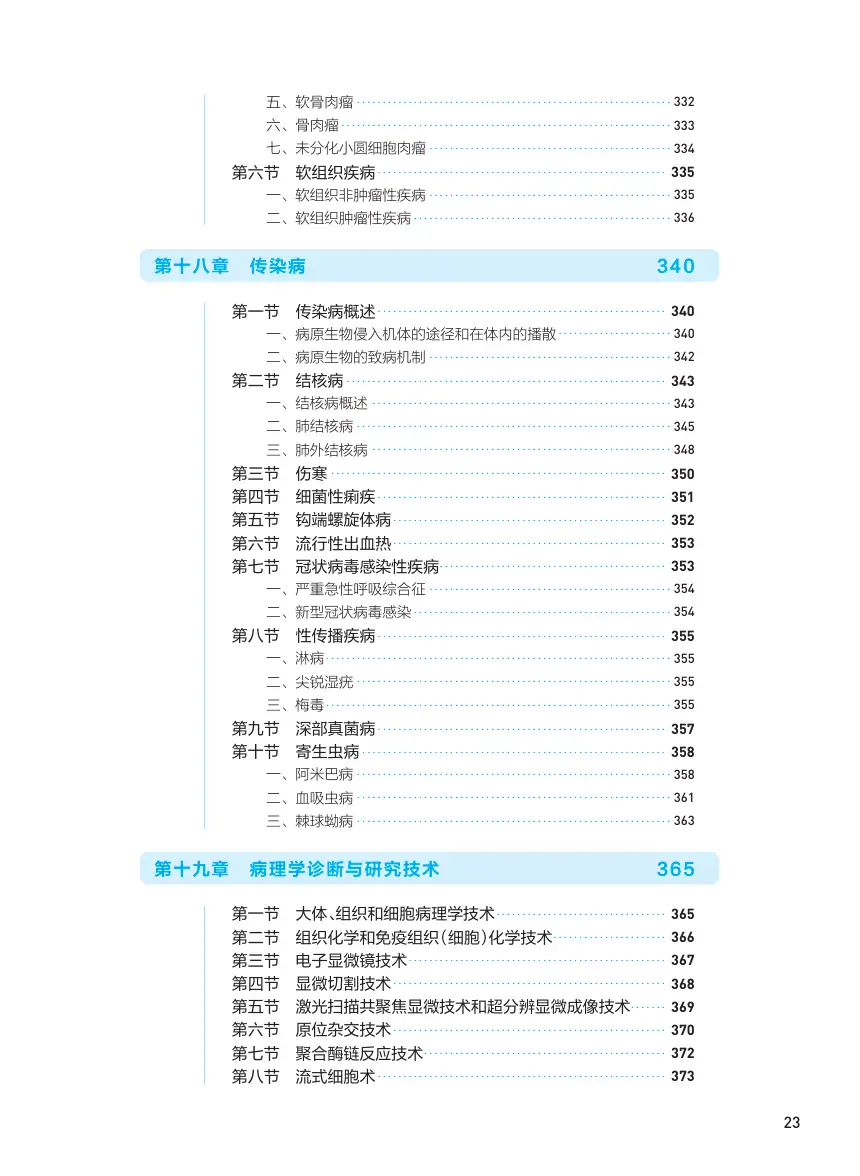 五、软骨肉瘤 332
六、骨肉瘤 333
七、未分化小圆细胞肉瘤 334
第六节 软组织疾病 335
一、软组织非肿瘤性疾病 335
二、软组织肿瘤性疾病 336
第十八章 传染病 340
第一节 传染病概述 340
一、病原生物侵入机体的途径和在体内的播散 340
二、病原生物的致病机制 342
第二节 结核病 343
一、结核病概述 343
二、肺结核病 345
三、肺外结核病 348
第三节 伤寒 350
第四节 细菌性痢疾 351
第五节 钩端螺旋体病 352
第六节 流行性出血热 353
第七节 冠状病毒感染性疾病 353
一、严重急性呼吸综合征 354
二、新型冠状病毒感染 354
第八节 性传播疾病 355
一、淋病 355
二、尖锐湿疣 355
三、梅毒 355
第九节 深部真菌病 357
第十节 寄生虫病 358
一、阿米巴病 358
二、血吸虫病 361
三、棘球蚴病 363
第十九章 病理学诊断与研究技术 365
第一节 大体、组织和细胞病理学技术 365
第二节 组织化学和免疫组织(细胞)化学技术 366
第三节 电子显微镜技术 367
第四节 显微切割技术 368
第五节 激光扫描共聚焦显微技术和超分辨显微成像技术 369
第六节 原位杂交技术 370
第七节 聚合酶链反应技术 372
第八节 流式细胞术 373
23